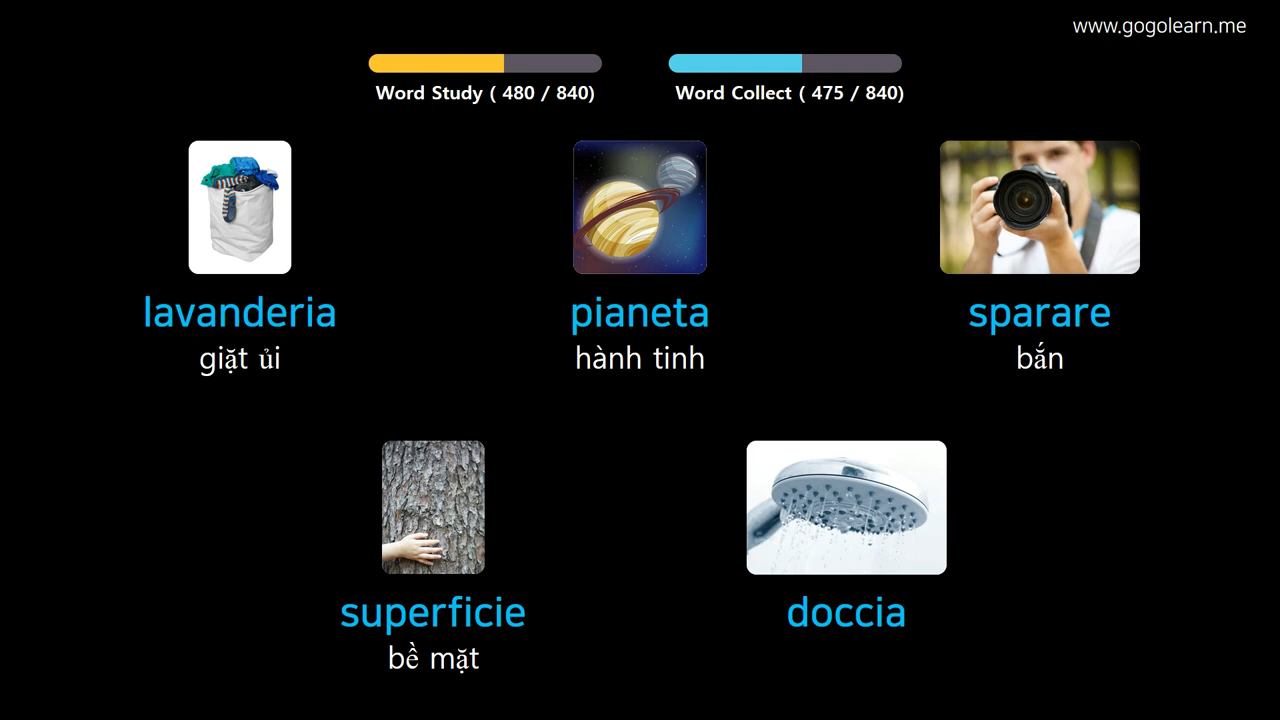 www.gogolearn.me
Word Study ( 480 / 840)
Word Collect ( 475 / 840)
lavanderia
giặt ủi
pianeta
hành tinh
sparare
bắn
superficie
bề mặt
doccia